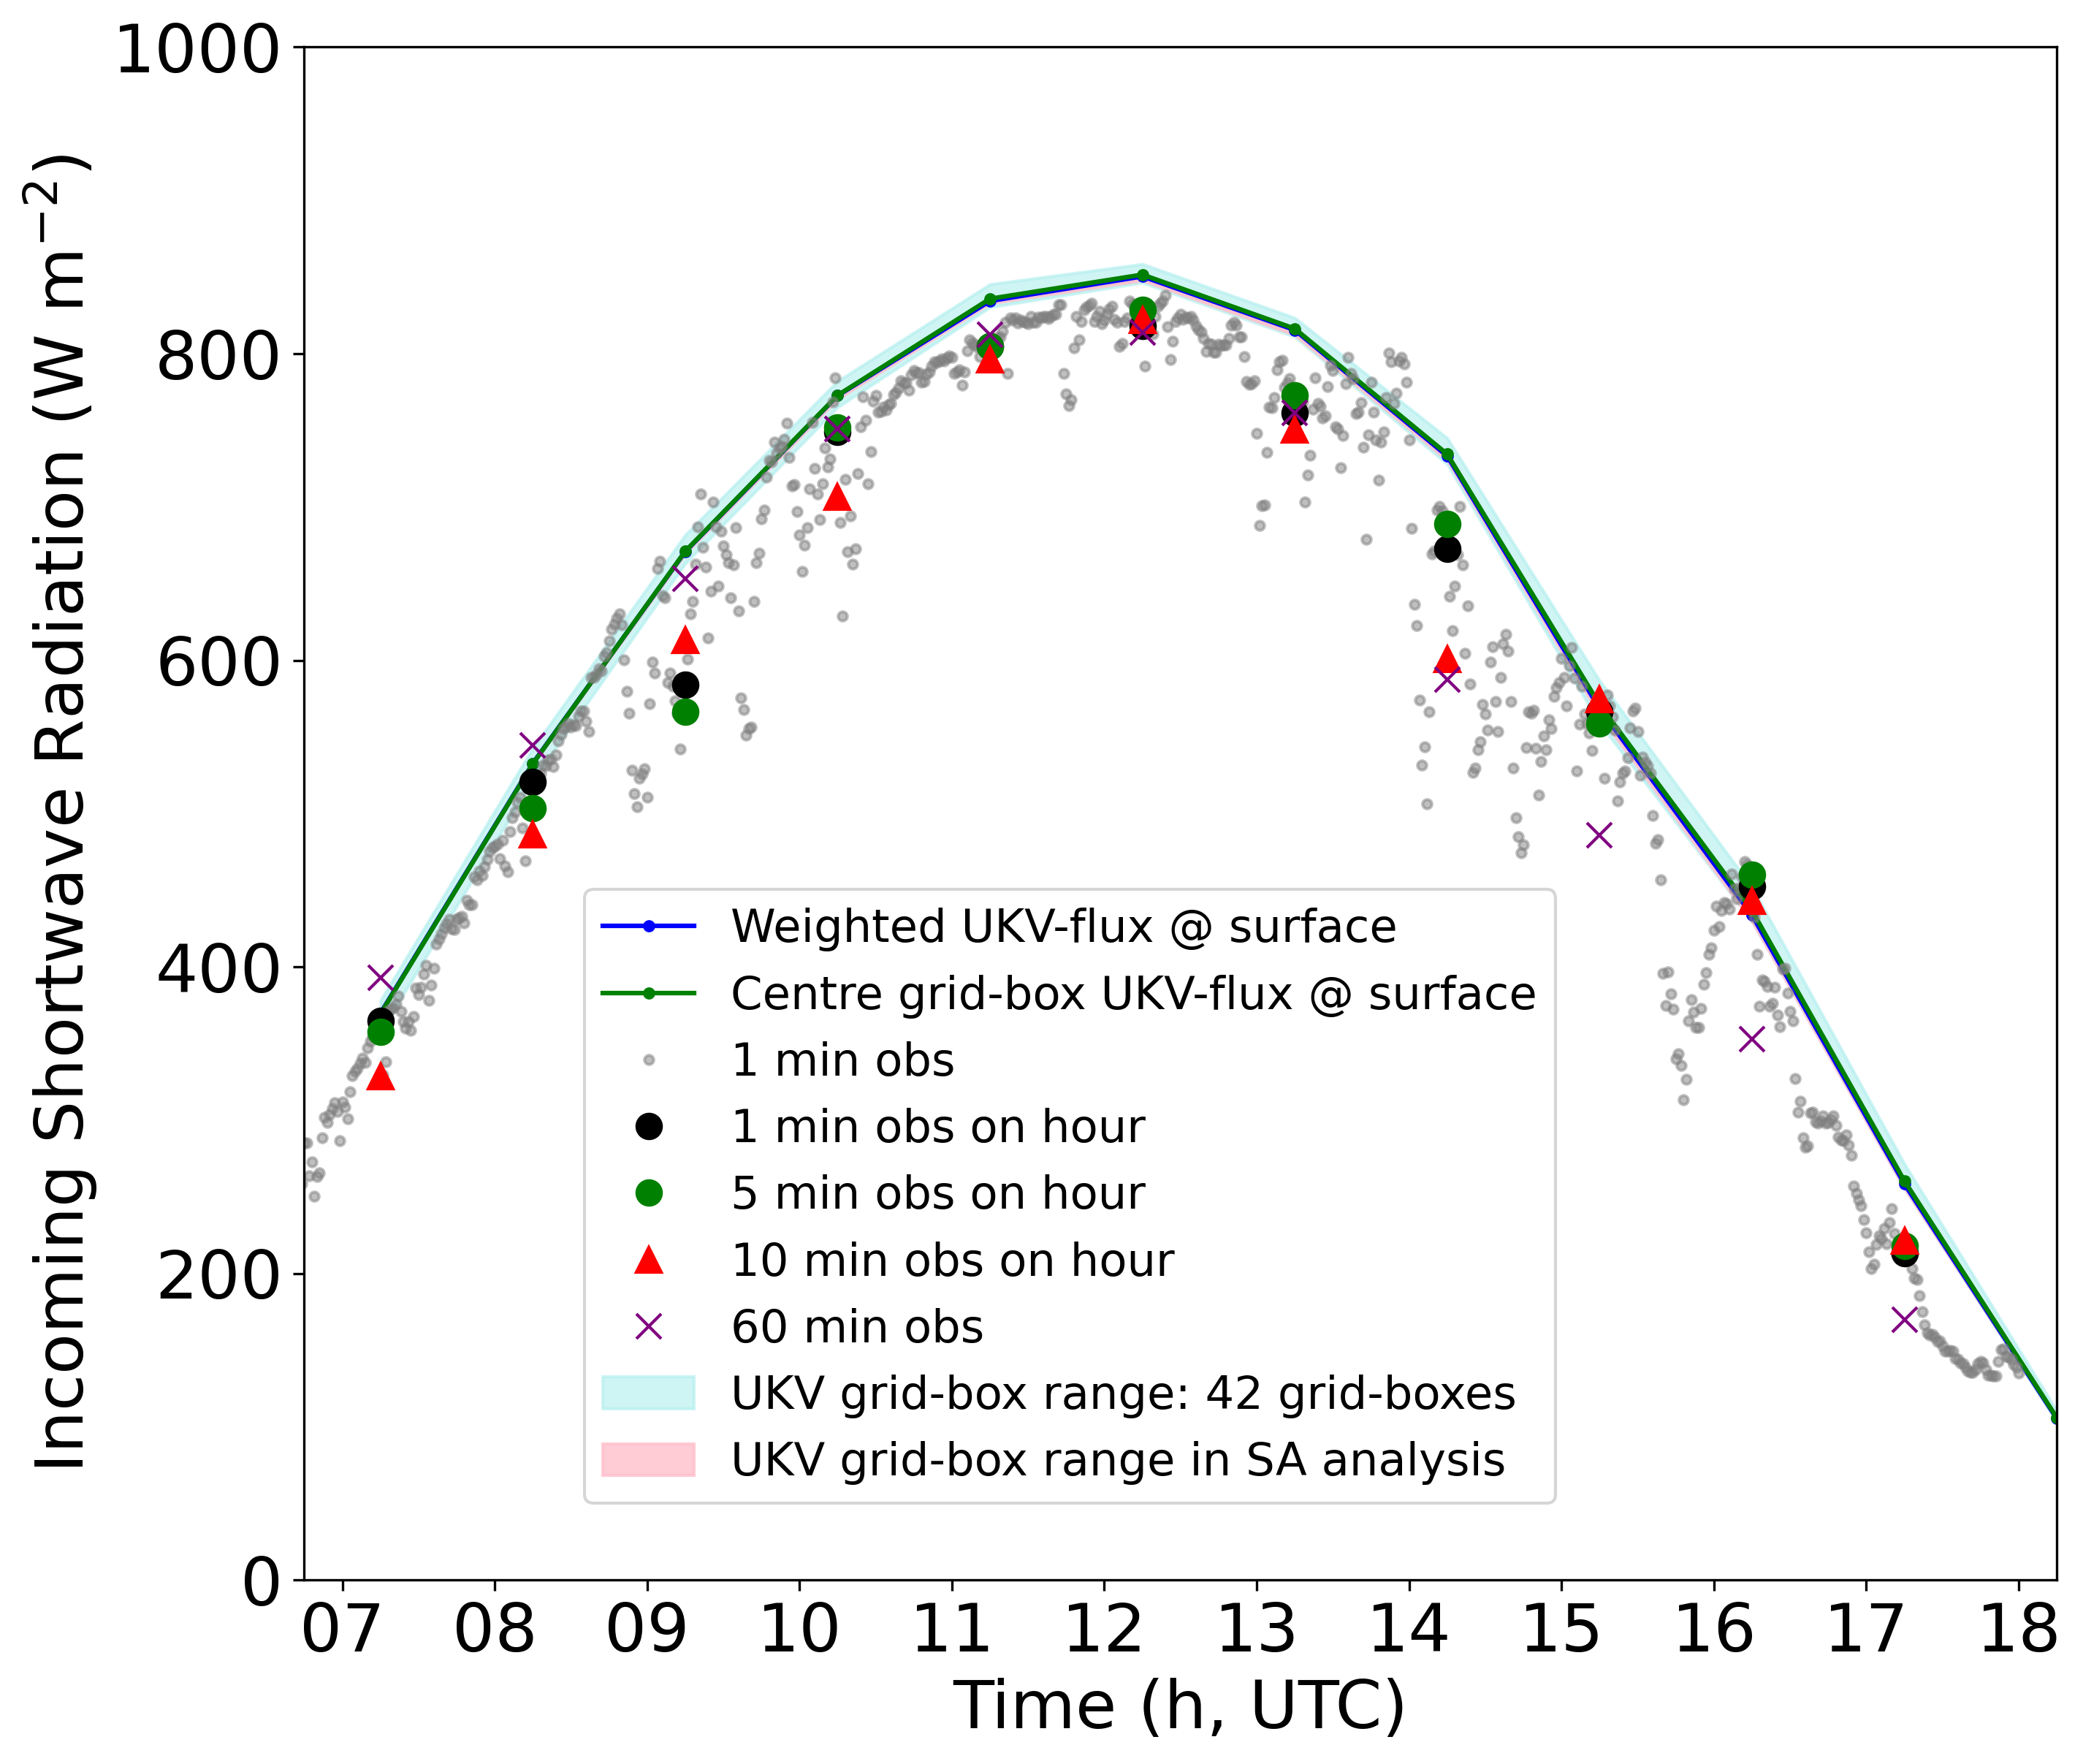 Incoming Shortwave Radiation (W m⁻²)
1000
800
600
400
200
0
Weighted UKV-flux @ surface
Centre grid-box UKV-flux @ surface
1 min obs
1 min obs on hour
5 min obs on hour
10 min obs on hour
60 min obs
UKV grid-box range: 42 grid-boxes
UKV grid-box range in SA analysis
07 08 09 10 11 12 13 14 15 16 17 18
Time (h, UTC)